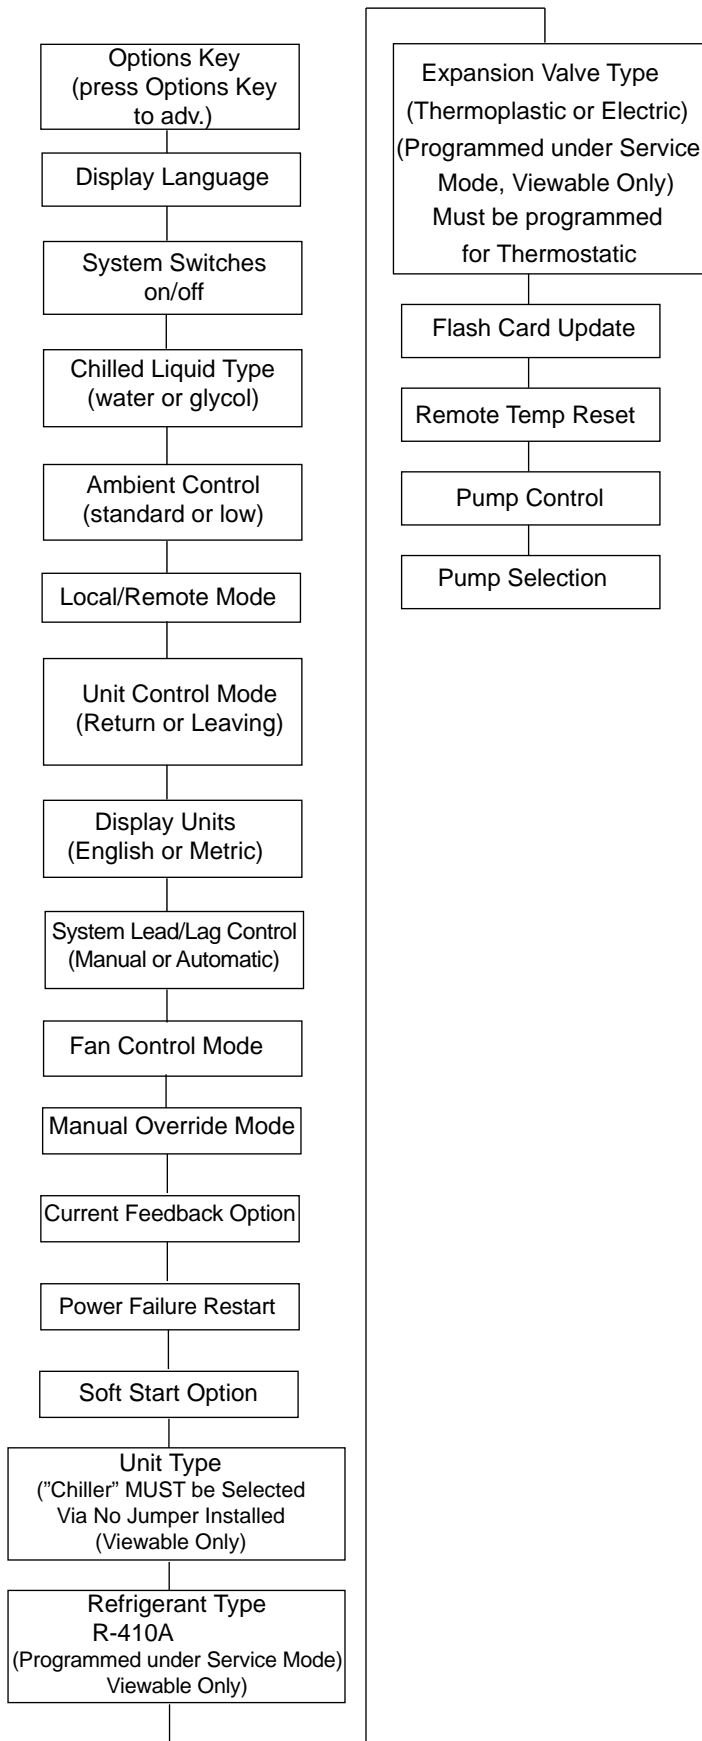 Options Key
(press Options Key
to adv.)
Display Language
System Switches
on/off
Chilled Liquid Type
(water or glycol)
Ambient Control
(standard or low)
Local/Remote Mode
Unit Control Mode
(Return or Leaving)
Display Units
(English or Metric)
System Lead/Lag Control
(Manual or Automatic)
Fan Control Mode
Manual Override Mode
Current Feedback Option
Power Failure Restart
Soft Start Option
Unit Type
(”Chiller” MUST be Selected
Via No Jumper Installed
(Viewable Only)
Refrigerant Type
R-410A
(Programmed under Service Mode)
Viewable Only)
Expansion Valve Type
(Thermoplastic or Electric)
(Programmed under Service
Mode, Viewable Only)
Must be programmed
for Thermostatic
Flash Card Update
Remote Temp Reset
Pump Control
Pump Selection